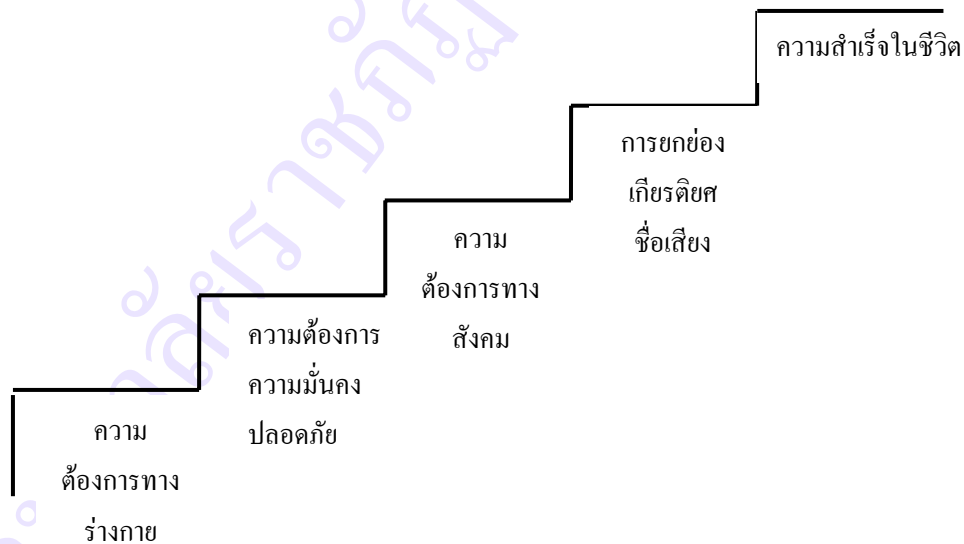 ความสำเร็จในชีวิต
การยกย่อง
เกียรติยศ
ชื่อเสียง
ความ
ต้องการทาง
สังคม
ความต้องการ
ความมั่นคง
ปลอดภัย
ความ
ต้องการทาง
ร่างกาย